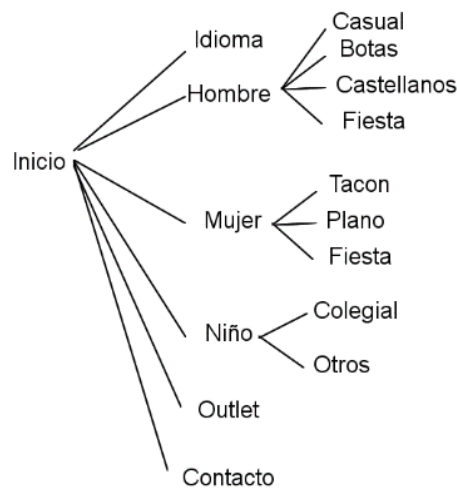 Inicio
Idioma
Hombre
Casual
Botas
Castellanos
Fiesta
Mujer
Tacon
Plano
Fiesta
Niño
Colegial
Otros
Outlet
Contacto